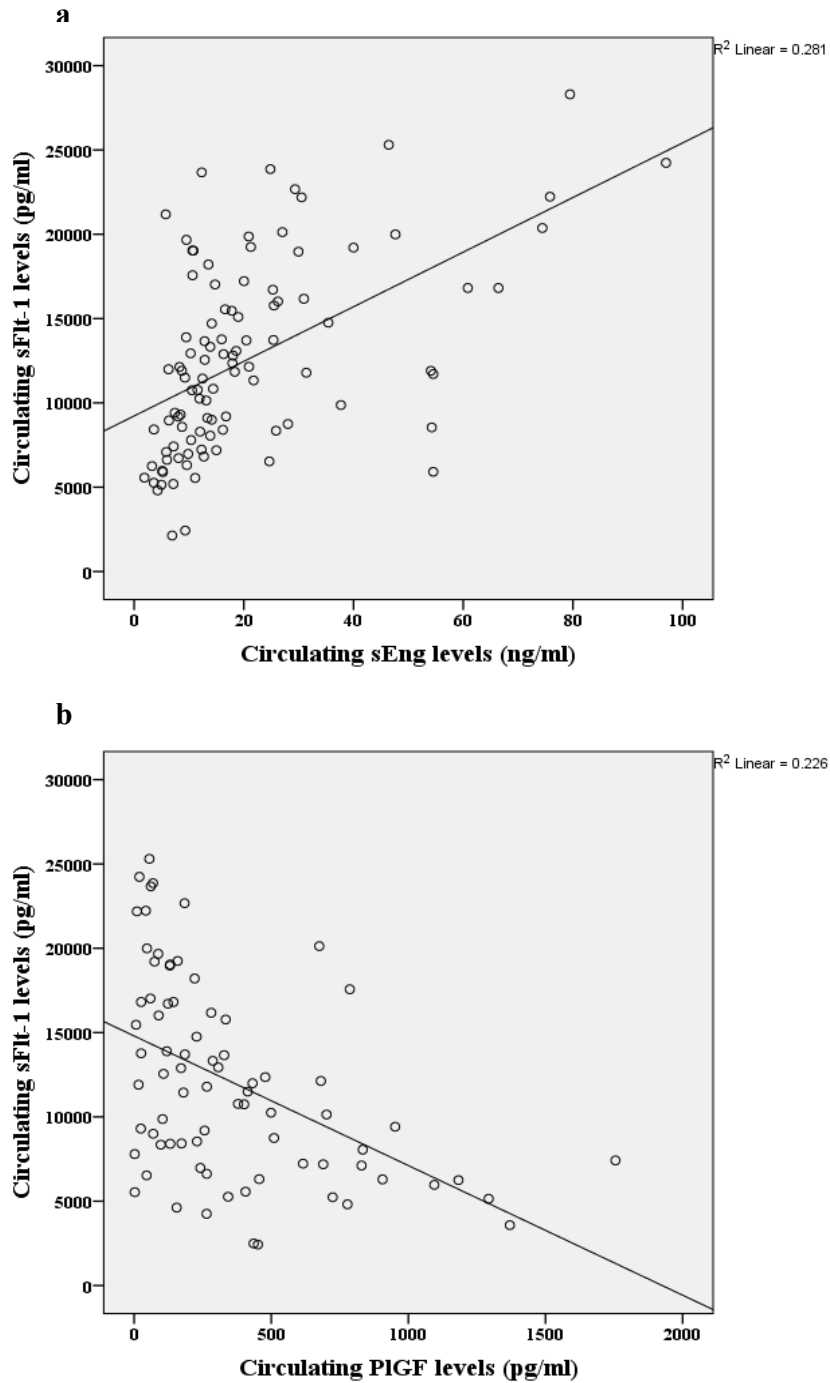 a
R² Linear = 0.281
30000
25000
20000
15000
10000
5000
0
Circulating sFlt-1 levels (pg/ml)
0 20 40 60 80 100
Circulating sEng levels (ng/ml)
b
R² Linear = 0.226
30000
25000
20000
15000
10000
5000
0
Circulating sFlt-1 levels (pg/ml)
0 500 1000 1500 2000
Circulating PlGF levels (pg/ml)